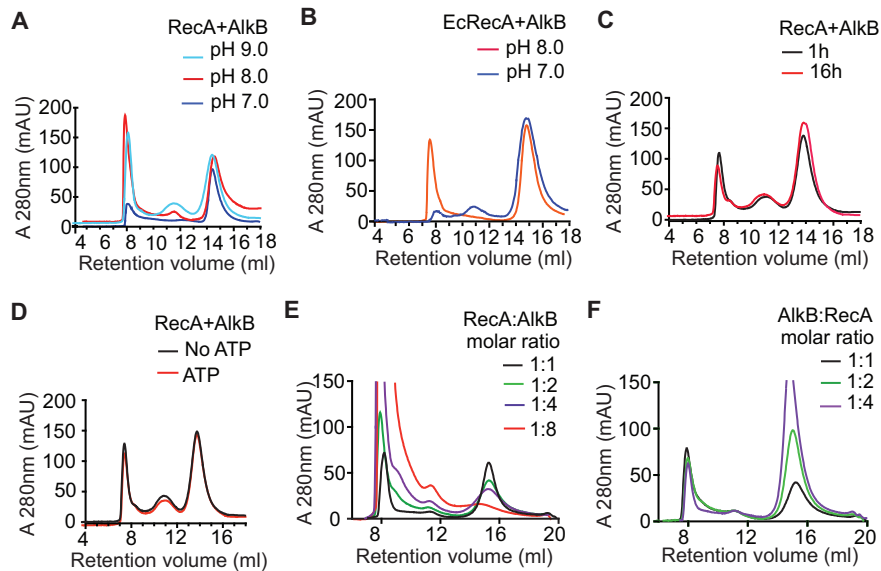 A
RecA+AlkB
pH 9.0
pH 8.0
pH 7.0
A 280nm (mAU)
200
150
100
50
0
4 6 8 10 12 14 16 18
Retention volume (ml)
B
EcRecA+AlkB
pH 8.0
pH 7.0
A 280nm (mAU)
200
150
100
50
0
4 6 8 10 12 14 16 18
Retention volume (ml)
C
RecA+AlkB
1h
16h
A 280nm (mAU)
200
150
100
50
0
4 6 8 10 12 14 16 18
Retention volume (ml)
D
RecA+AlkB
No ATP
ATP
A 280nm (mAU)
200
150
100
50
0
4 8 12 16
Retention volume (ml)
E
RecA:AlkB
molar ratio
1:1
1:2
1:4
1:8
A 280nm (mAU)
150
100
50
0
8 12 16 20
Retention volume (ml)
F
AlkB:RecA
molar ratio
1:1
1:2
1:4
A 280nm (mAU)
150
100
50
0
8 12 16 20
Retention volume (ml)